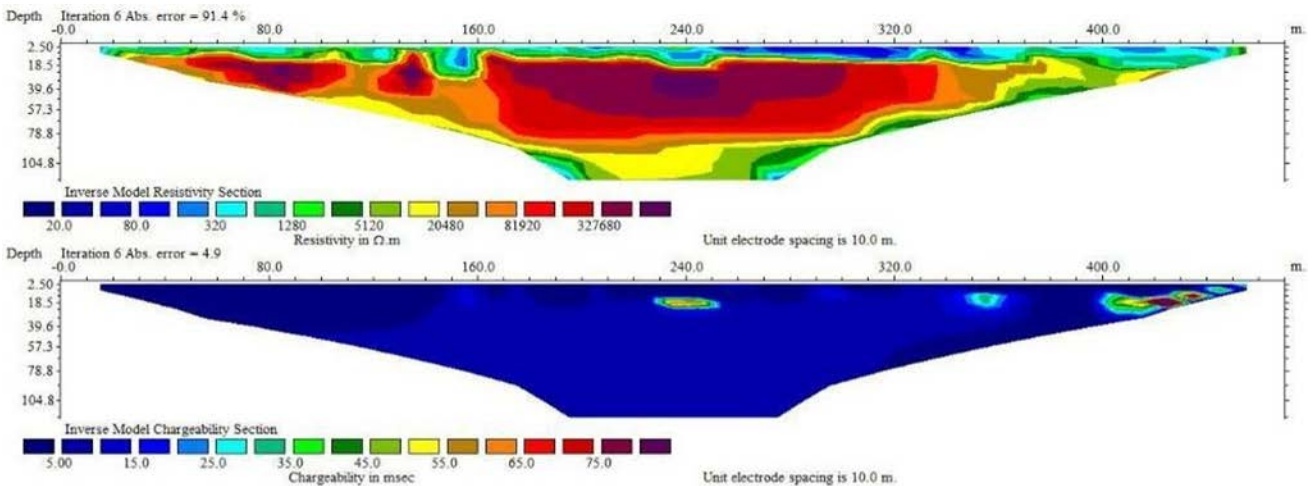 Depth Iteration 6 Abs. error = 91.4 %
-0.0 80.0 160.0 240.0 320.0 400.0 m.
2.50
18.5
39.6
57.3
78.8
104.8
Inverse Model Resistivity Section
20.0 80.0 320 1280 5120 20480 81920 327680
Resistivity in Ω.m Unit electrode spacing is 10.0 m.
Depth Iteration 6 Abs. error = 4.9
-0.0 80.0 160.0 240.0 320.0 400.0 m.
2.50
18.5
39.6
57.3
78.8
104.8
Inverse Model Chargeability Section
5.00 15.0 25.0 35.0 45.0 55.0 65.0 75.0
Chargeability in msec Unit electrode spacing is 10.0 m.